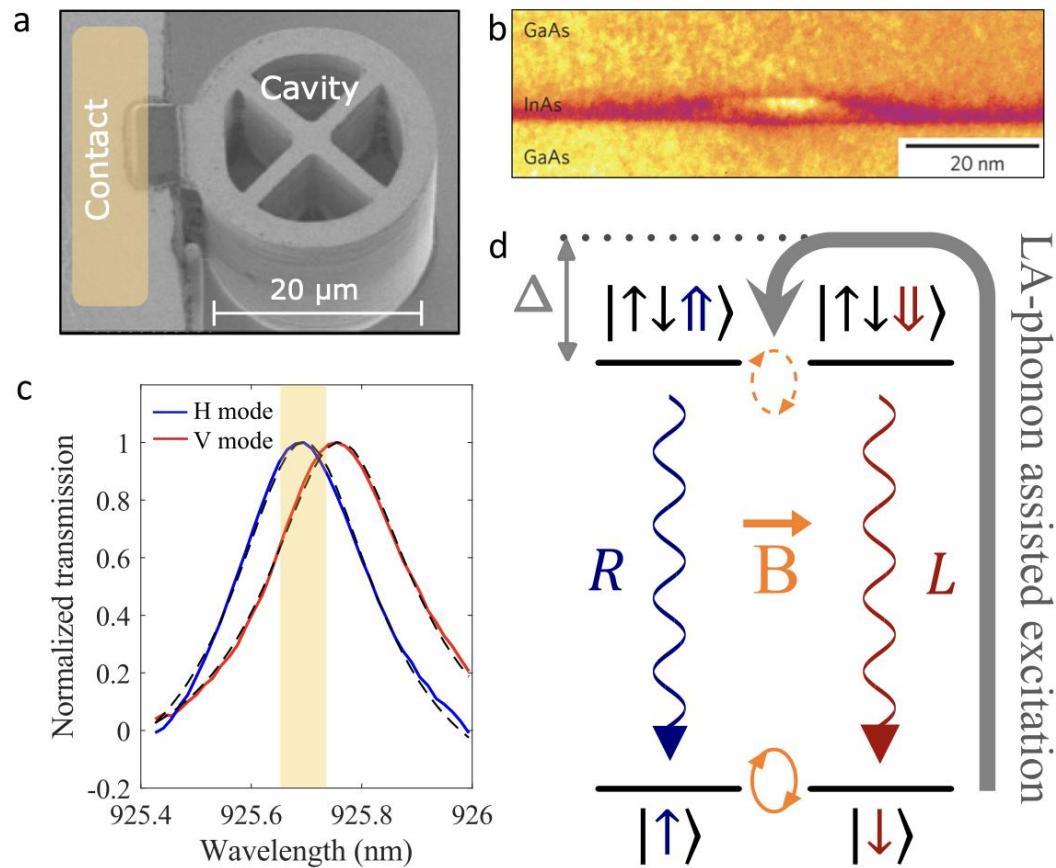 a
Contact
Cavity
20 μm
b
GaAs
InAs
GaAs
20 nm
c
H mode
V mode
Normalized transmission
1
0.8
0.6
0.4
0.2
0
-0.2
925.4
925.6
925.8
926
Wavelength (nm)
d
Δ
|↑↓⇑⟩
|↑↓⇓⟩
R
B
L
|↑⟩
|↓⟩
LA-phonon assisted excitation